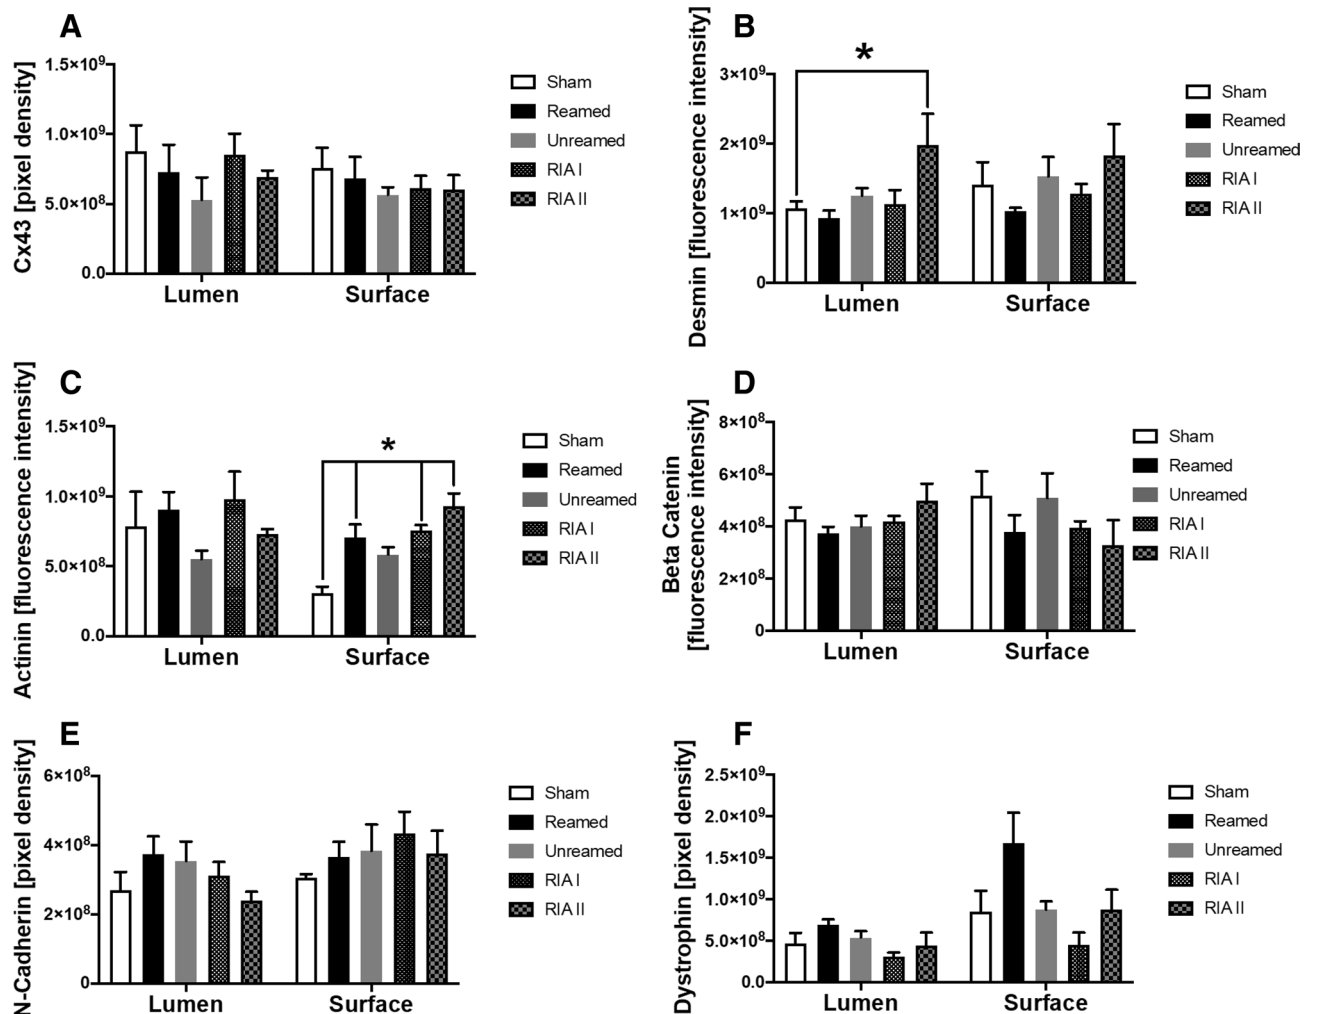 A
Cx43 [pixel density]
1.5×10⁹
1.0×10⁹
5.0×10⁸
0.0
Lumen
Surface
Sham
Reamed
Unreamed
RIA I
RIA II
B
Desmin [fluorescence intensity]
3×10⁹
2×10⁹
1×10⁹
0
*
Lumen
Surface
Sham
Reamed
Unreamed
RIA I
RIA II
C
Actinin [fluorescence intensity]
1.5×10⁹
1.0×10⁹
5.0×10⁸
0.0
*
Lumen
Surface
Sham
Reamed
Unreamed
RIA I
RIA II
D
Beta Catenin
[fluorescence intensity]
8×10⁸
6×10⁸
4×10⁸
2×10⁸
0
Lumen
Surface
Sham
Reamed
Unreamed
RIA I
RIA II
E
N-Cadherin [pixel density]
6×10⁸
4×10⁸
2×10⁸
0
Lumen
Surface
Sham
Reamed
Unreamed
RIA I
RIA II
F
Dystrophin [pixel density]
2.5×10⁹
2.0×10⁹
1.5×10⁹
1.0×10⁹
5.0×10⁸
0.0
Lumen
Surface
Sham
Reamed
Unreamed
RIA I
RIA II